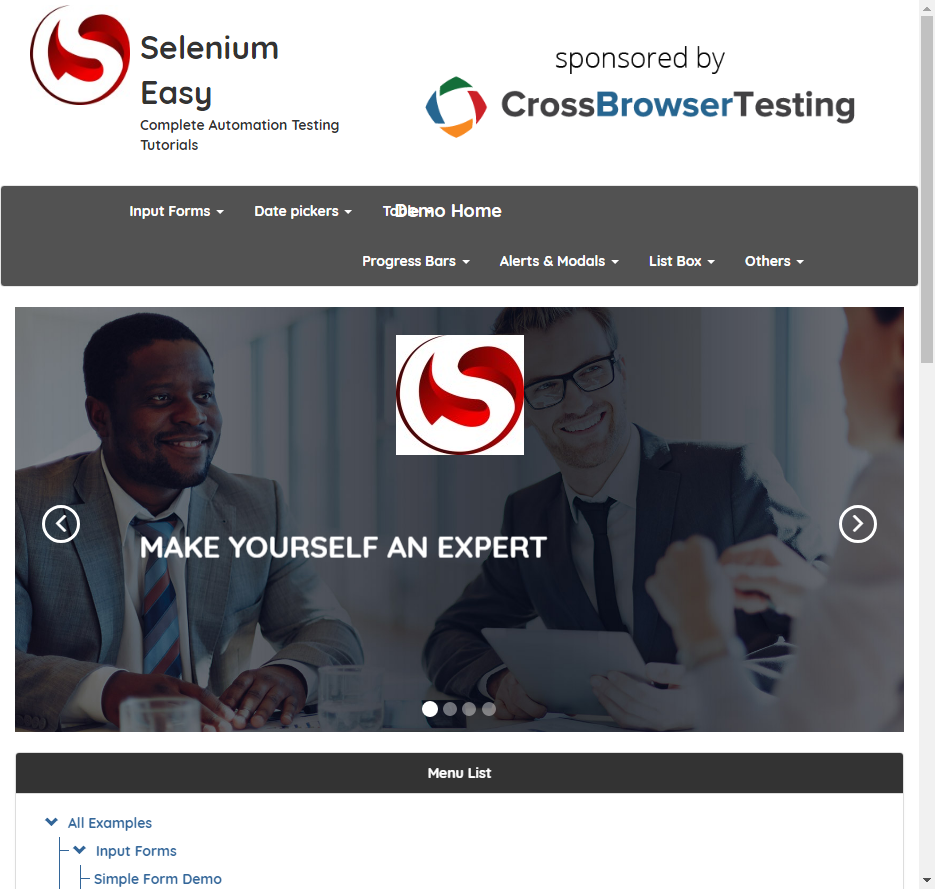 Selenium
Easy
Complete Automation Testing
Tutorials
sponsored by
CrossBrowserTesting
Input Forms
Date pickers
Table
Demo Home
Progress Bars
Alerts & Modals
List Box
Others
MAKE YOURSELF AN EXPERT
Menu List
All Examples
Input Forms
Simple Form Demo